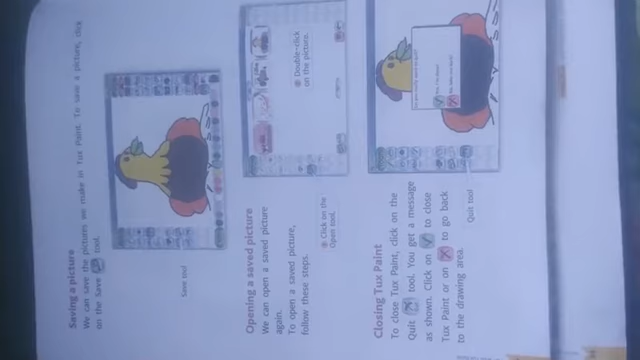 Saving a picture
We can save the pictures we make in Tux Paint. To save a picture, click
on the Save tool.
Save tool
Opening a saved picture
We can open a saved picture
again.
To open a saved picture,
follow these steps.
Click on the
Open tool.
Double-click
on the picture.
Closing Tux Paint
To close Tux Paint, click on the
Quit tool. You get a message
as shown. Click on to close
Tux Paint or on to go back
to the drawing area.
Quit tool